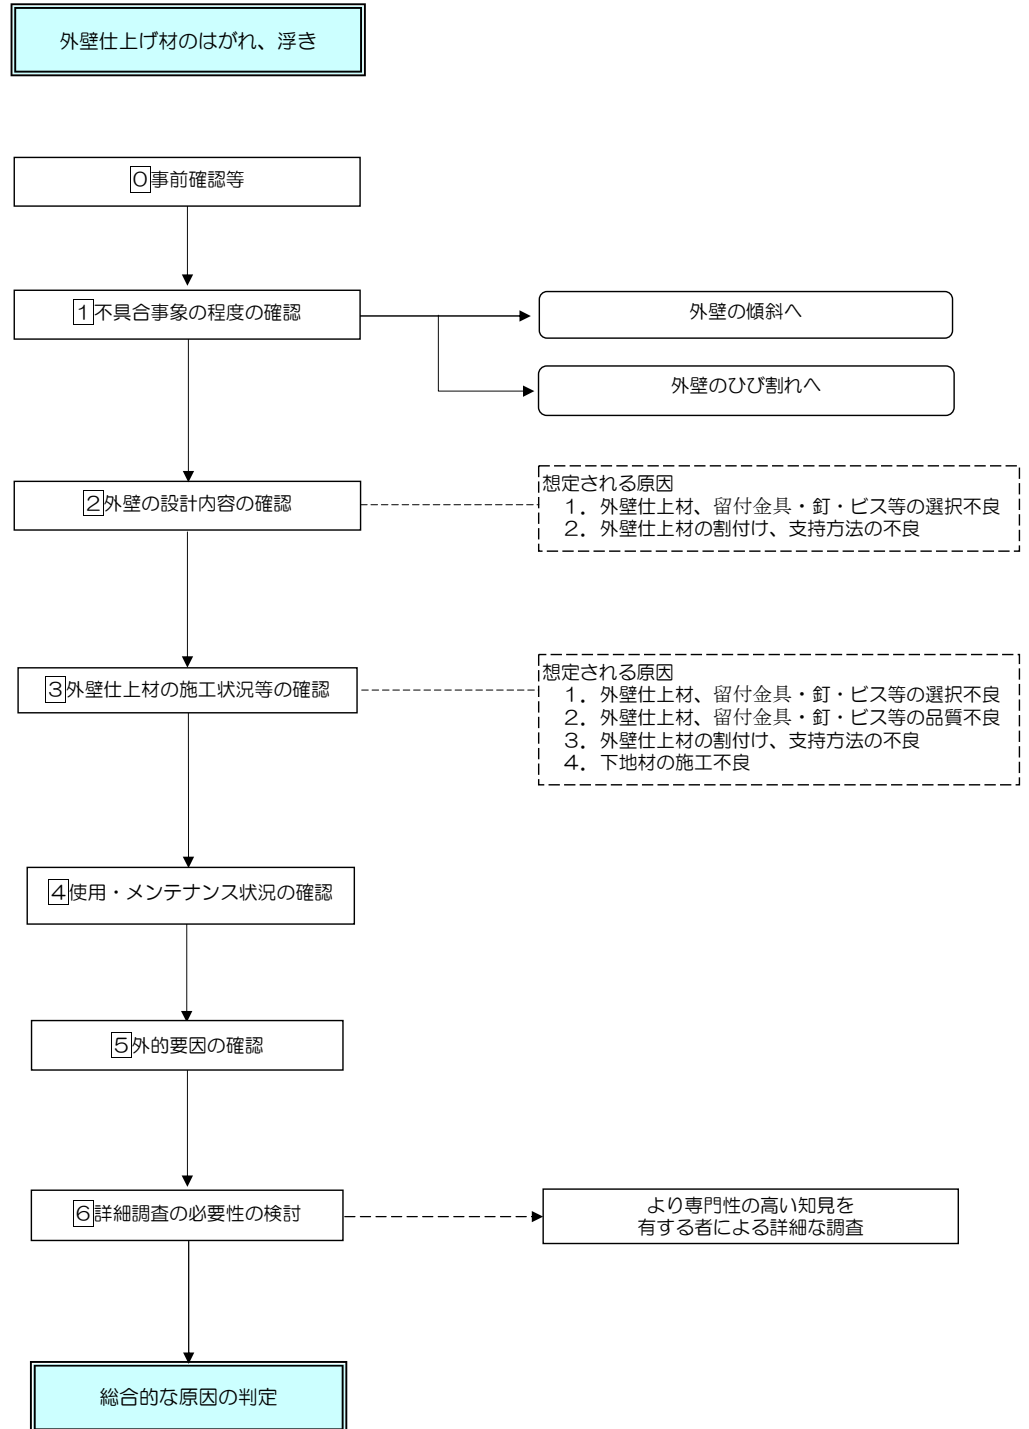 外壁仕上げ材のはがれ、浮き
0事前確認等
1不具合事象の程度の確認
外壁の傾斜へ
外壁のひび割れへ
2外壁の設計内容の確認
想定される原因
1．外壁仕上材、留付金具・釘・ビス等の選択不良
2．外壁仕上材の割付け、支持方法の不良
3外壁仕上材の施工状況等の確認
想定される原因
1．外壁仕上材、留付金具・釘・ビス等の選択不良
2．外壁仕上材、留付金具・釘・ビス等の品質不良
3．外壁仕上材の割付け、支持方法の不良
4．下地材の施工不良
4使用・メンテナンス状況の確認
5外的要因の確認
6詳細調査の必要性の検討
より専門性の高い知見を
有する者による詳細な調査
総合的な原因の判定